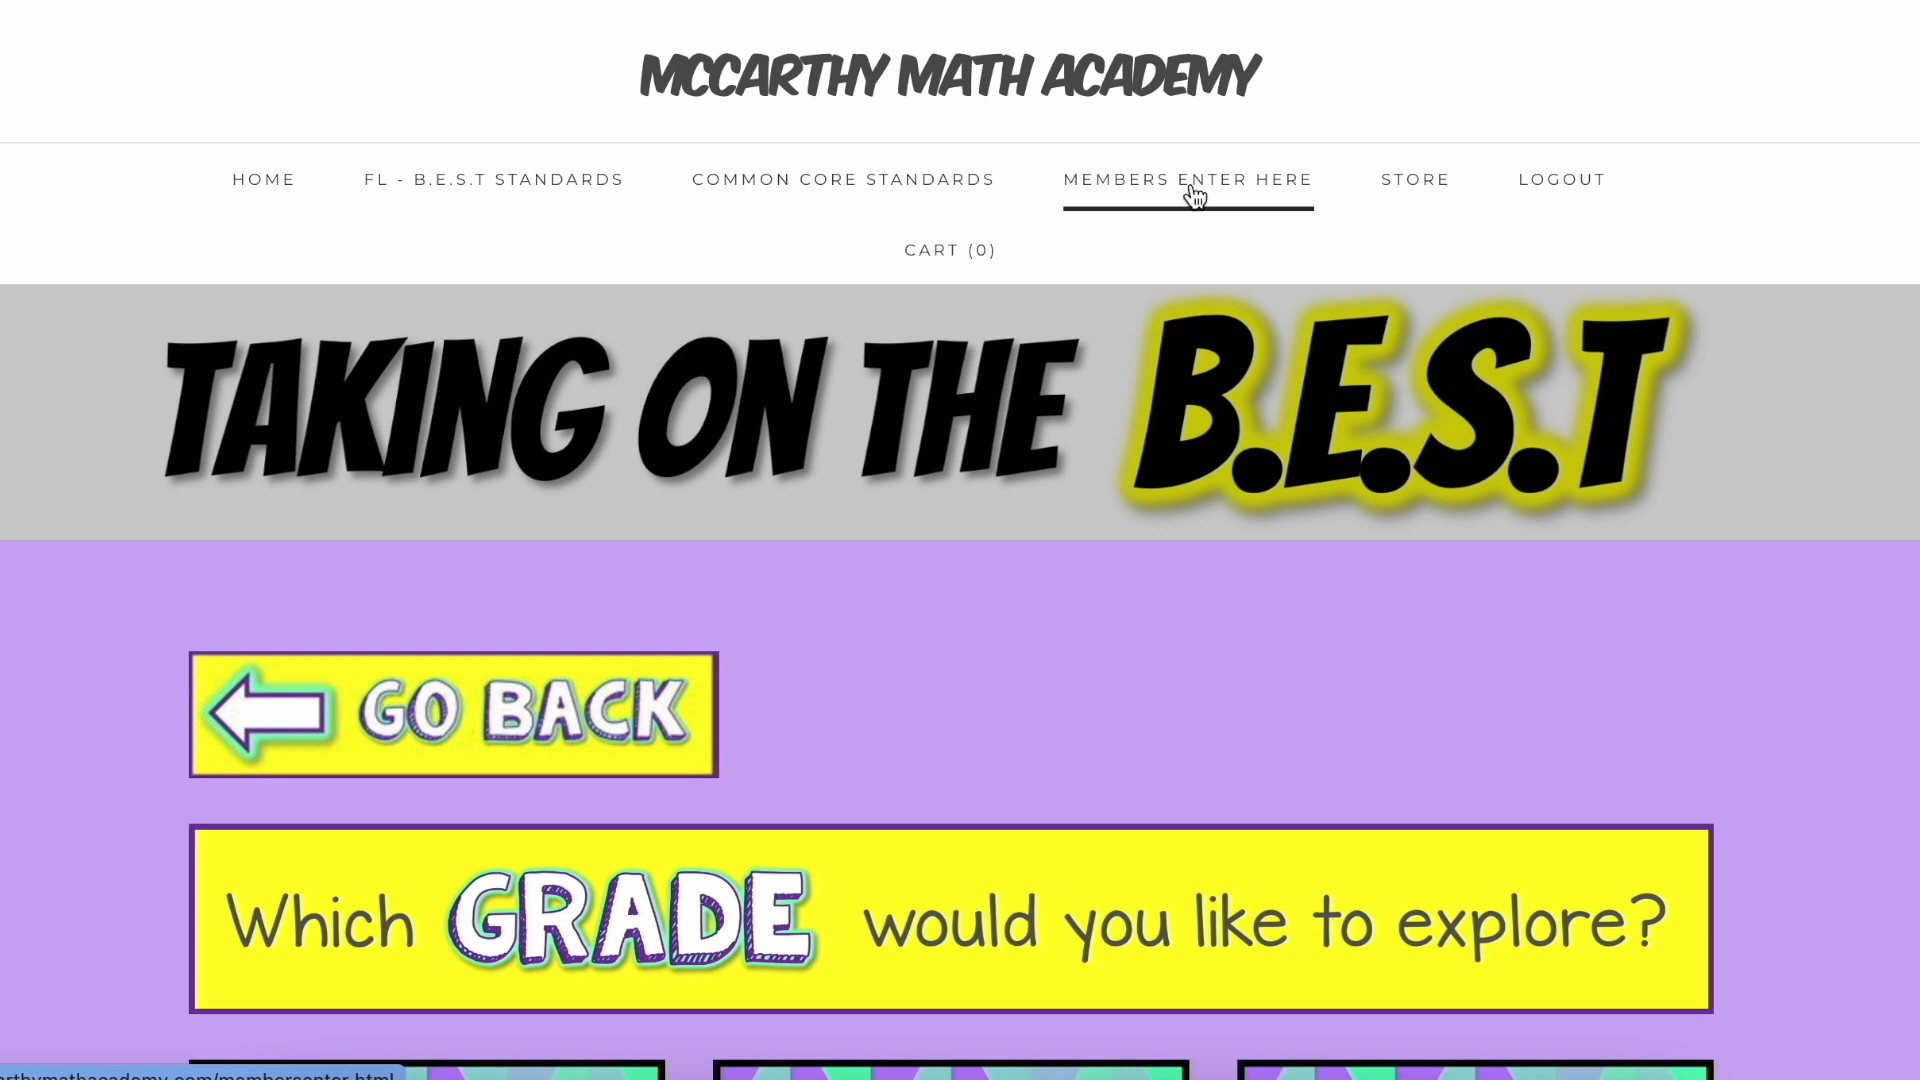 MCCARTHY MATH ACADEMY
HOME FL - B.E.S.T STANDARDS COMMON CORE STANDARDS MEMBERS ENTER HERE STORE LOGOUT
CART (0)
TAKING ON THE B.E.S.T
GO BACK
Which GRADE would you like to explore?